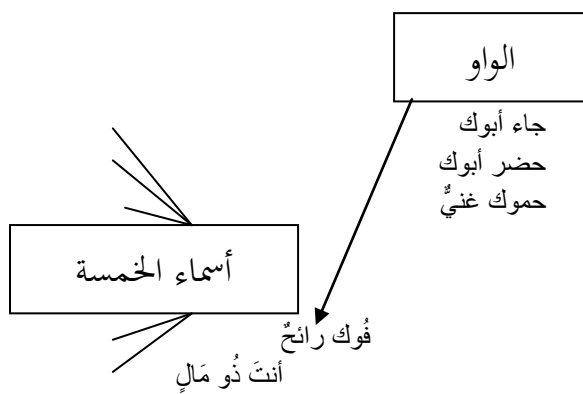 الواو
جاء أبوك
حضر أبوك
حموك غنيٌّ
أسماء الخمسة
فُوك رائحٌ
أنتَ ذُو مَالٍ